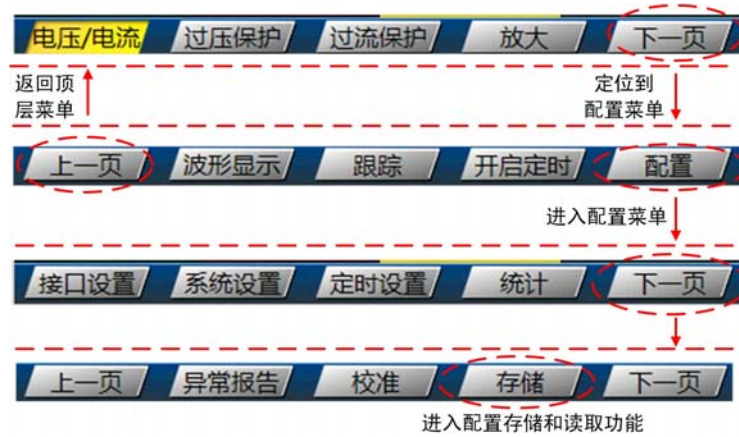 电压/电流 过压保护 过流保护 放大 下一页
返回顶
层菜单
定位到
配置菜单
上一页 波形显示 跟踪 开启定时 配置
进入配置菜单
接口设置 系统设置 定时设置 统计 下一页
上一页 异常报告 校准 存储 下一页
进入配置存储和读取功能